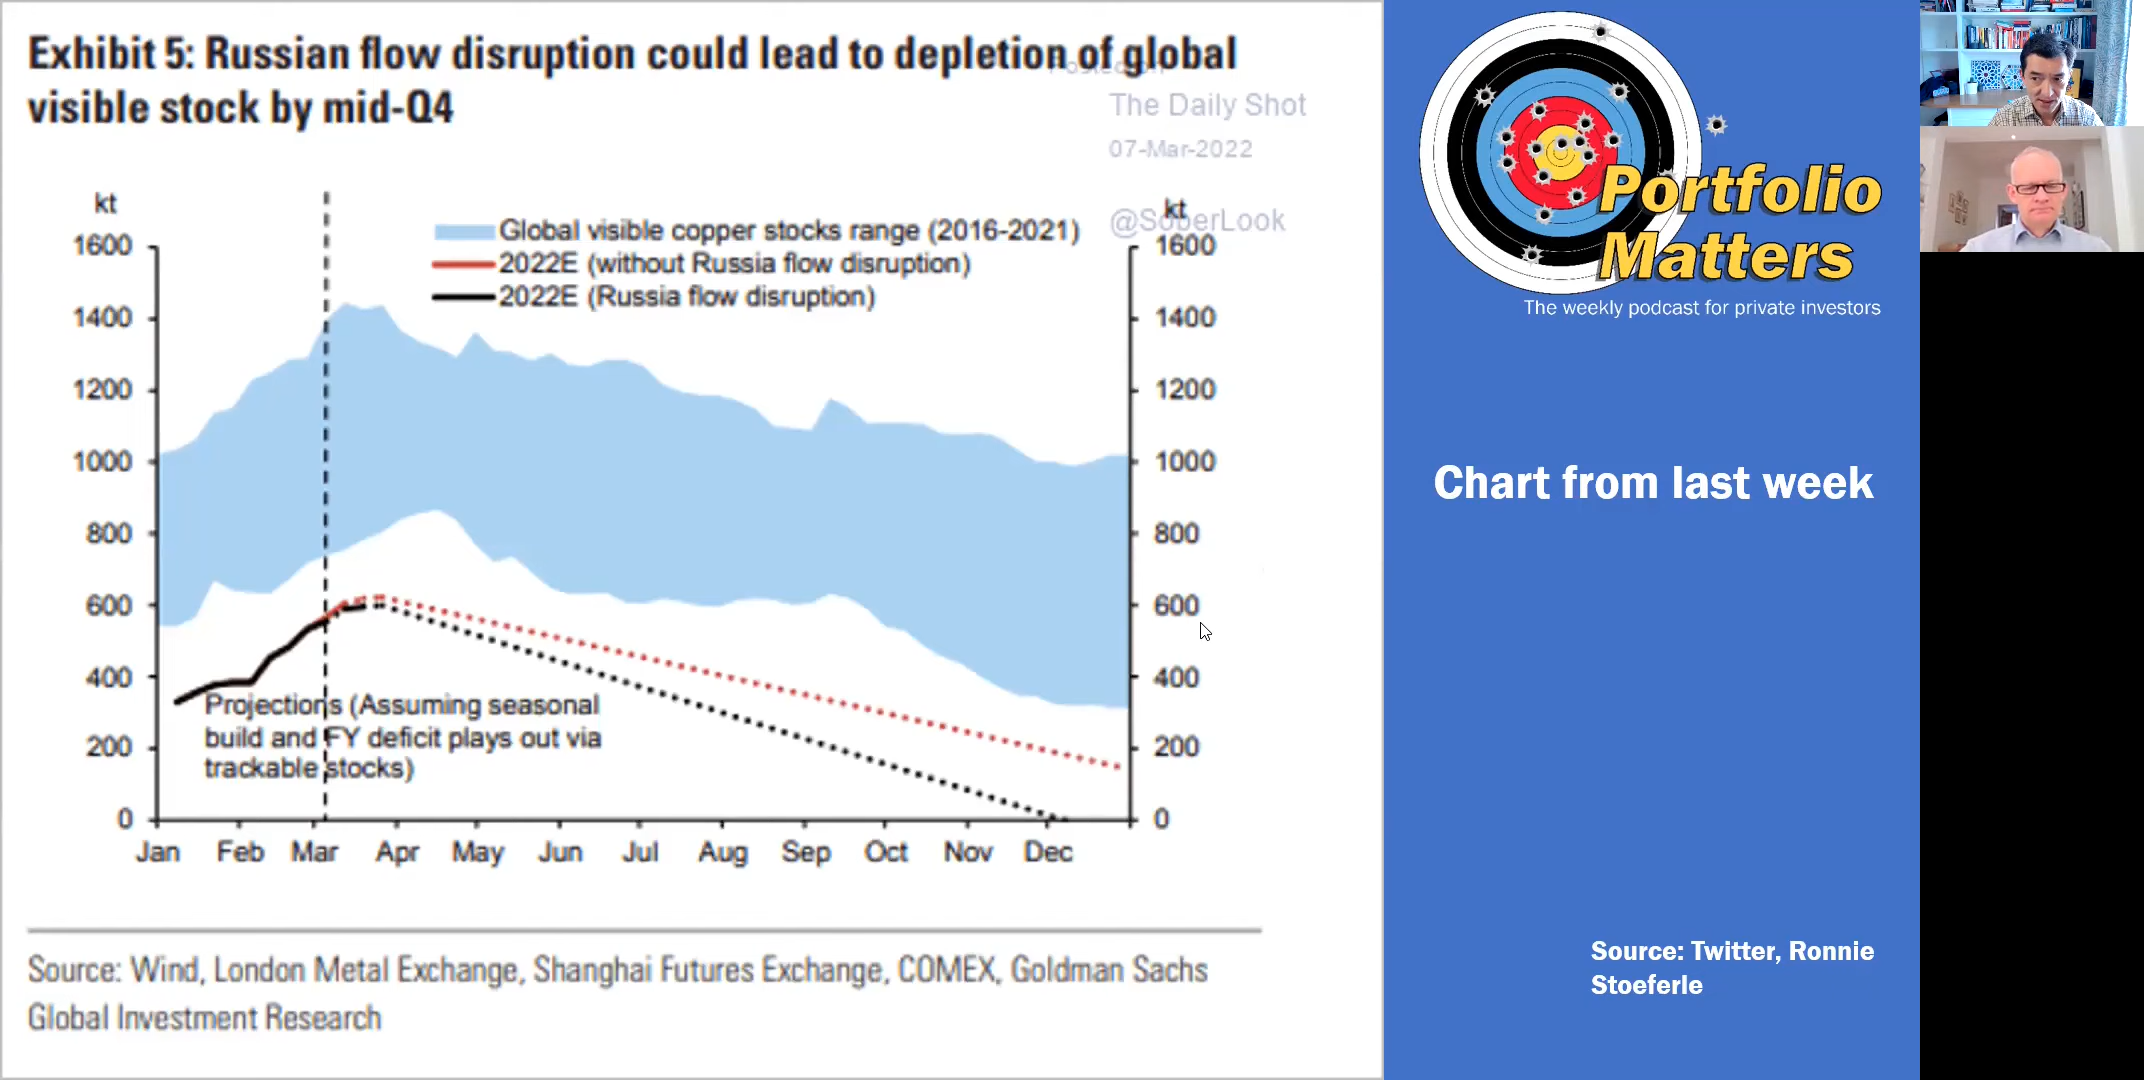 Exhibit 5: Russian flow disruption could lead to depletion of global
visible stock by mid-Q4
Posted on
The Daily Shot
07-Mar-2022
@SoberLook
kt
kt
Global visible copper stocks range (2016-2021)
2022E (without Russia flow disruption)
2022E (Russia flow disruption)
1600
1400
1200
1000
800
600
400
200
0
1600
1400
1200
1000
800
600
400
200
0
Projections (Assuming seasonal
build and FY deficit plays out via
trackable stocks)
Jan Feb Mar Apr May Jun Jul Aug Sep Oct Nov Dec
Source: Wind, London Metal Exchange, Shanghai Futures Exchange, COMEX, Goldman Sachs
Global Investment Research
Portfolio
Matters
The weekly podcast for private investors
Chart from last week
Source: Twitter, Ronnie
Stoeferle